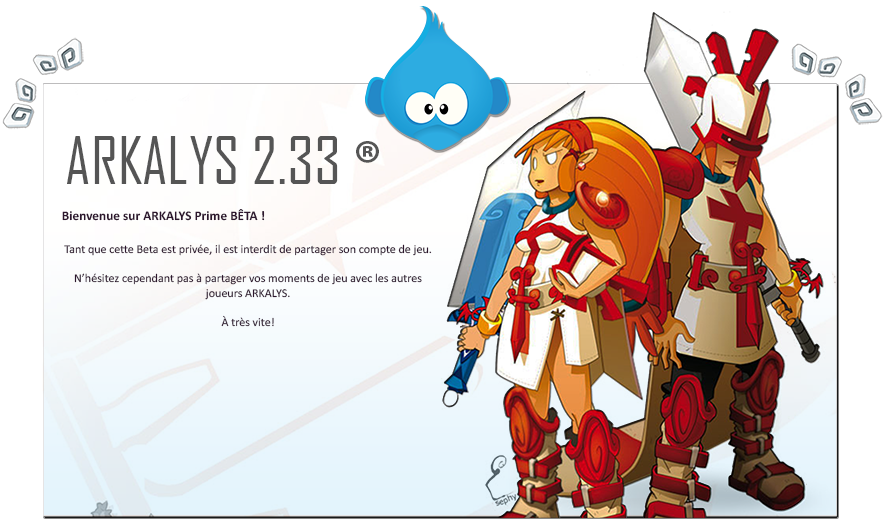 ARKALYS 2.33 ®
Bienvenue sur ARKALYS Prime BÊTA !
Tant que cette Beta est privée, il est interdit de partager son compte de jeu.
N'hésitez cependant pas à partager vos moments de jeu avec les autres
joueurs ARKALYS.
À très vite!
sephy